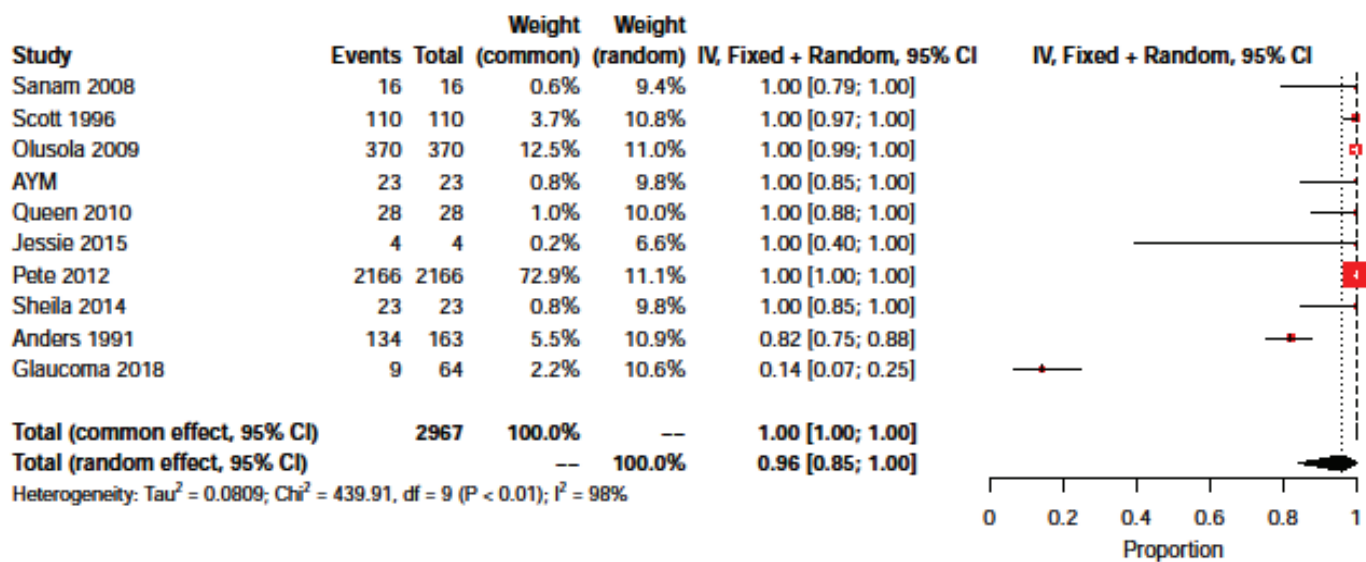 Weight Weight
Study Events Total (common) (random) IV, Fixed + Random, 95% CI IV, Fixed + Random, 95% CI
Sanam 2008 16 16 0.6% 9.4% 1.00 [0.79; 1.00]
Scott 1996 110 110 3.7% 10.8% 1.00 [0.97; 1.00]
Olusola 2009 370 370 12.5% 11.0% 1.00 [0.99; 1.00]
AYM 23 23 0.8% 9.8% 1.00 [0.85; 1.00]
Queen 2010 28 28 1.0% 10.0% 1.00 [0.88; 1.00]
Jessie 2015 4 4 0.2% 6.6% 1.00 [0.40; 1.00]
Pete 2012 2166 2166 72.9% 11.1% 1.00 [1.00; 1.00]
Sheila 2014 23 23 0.8% 9.8% 1.00 [0.85; 1.00]
Anders 1991 134 163 5.5% 10.9% 0.82 [0.75; 0.88]
Glaucoma 2018 9 64 2.2% 10.6% 0.14 [0.07; 0.25]
Total (common effect, 95% CI) 2967 100.0% -- 1.00 [1.00; 1.00]
Total (random effect, 95% CI) -- 100.0% 0.96 [0.85; 1.00]
Heterogeneity: Tau² = 0.0809; Chi² = 439.91, df = 9 (P < 0.01); I² = 98%
0 0.2 0.4 0.6 0.8 1
Proportion